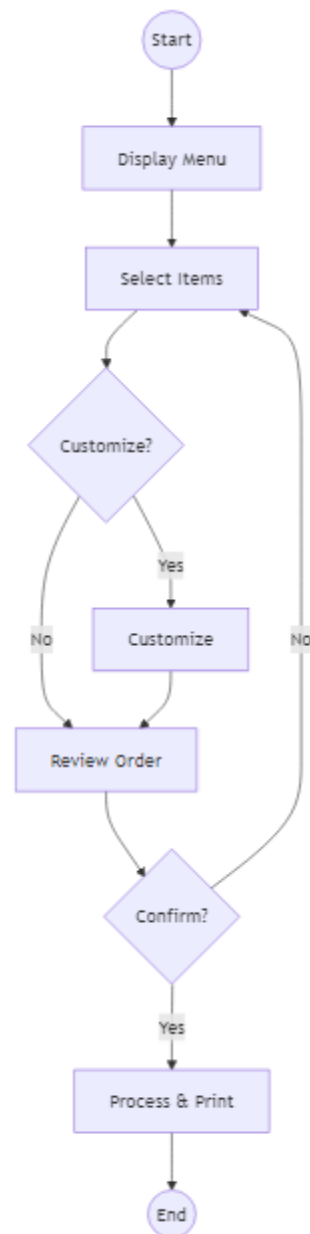 Start
Display Menu
Select Items
Customize?
Yes
No
Customize
No
Review Order
Confirm?
Yes
Process & Print
End